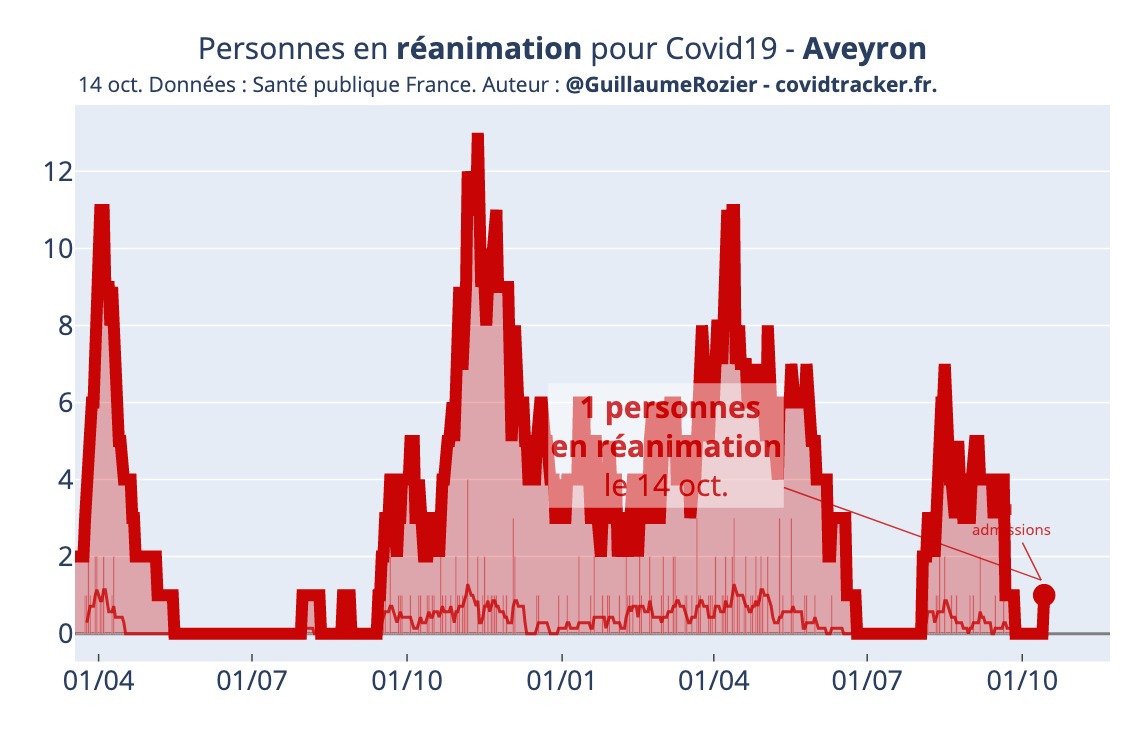 Personnes en réanimation pour Covid19 - Aveyron
14 oct. Données : Santé publique France. Auteur : @GuillaumeRozier - covidtracker.fr.
12
10
8
6
4
2
0
1 personnes
en réanimation
le 14 oct.
admissions
01/04
01/07
01/10
01/01
01/04
01/07
01/10